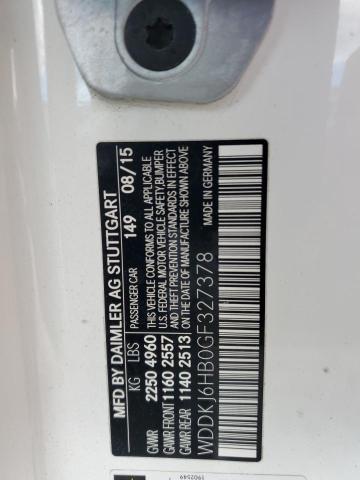 MFD BY DAIMLER AG STUTTGART
KG LBS PASSENGER CAR 149 08/15
GVWR 2250 4960 THIS VEHICLE CONFORMS TO ALL APPLICABLE
GAWR FRONT 1160 2557 U.S. FEDERAL MOTOR VEHICLE SAFETY,BUMPER
GAWR REAR 1140 2513 AND THEFT PREVENTION STANDARDS IN EFFECT
ON THE DATE OF MANUFACTURE SHOWN ABOVE
WDDKJ6HB0GF327378 MADE IN GERMANY
1902549